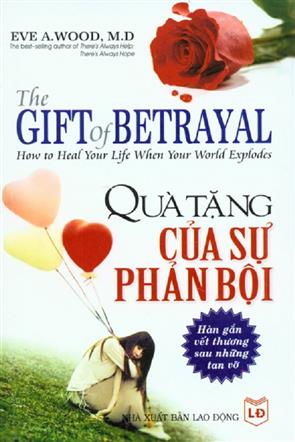 EVE A.WOOD, M.D
The best-selling author of There's Always Help;
There's Always Hope
The
GIFT of BETRAYAL
How to Heal Your Life When Your World Explodes
QUÀ TẶNG
CỦA SỰ
PHẢN BỘI
Hàn gắn
vết thương
sau những
tan vỡ
NHÀ XUẤT BẢN LAO ĐỘNG
LĐ